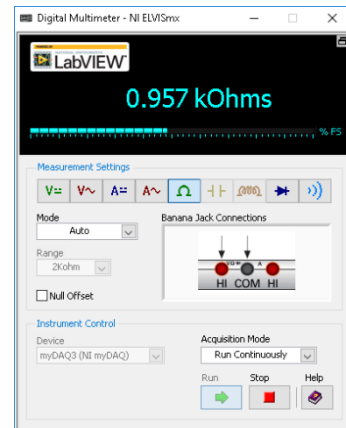 Digital Multimeter - NI ELVISmx
LabVIEW
0.957 kOhms
% FS
Measurement Settings
V= V~ A= A~ Ω
Mode
Banana Jack Connections
Auto
Range
2Kohm
HI COM HI
Null Offset
Instrument Control
Device
Acquisition Mode
myDAQ3 (NI myDAQ)
Run Continuously
Run Stop Help